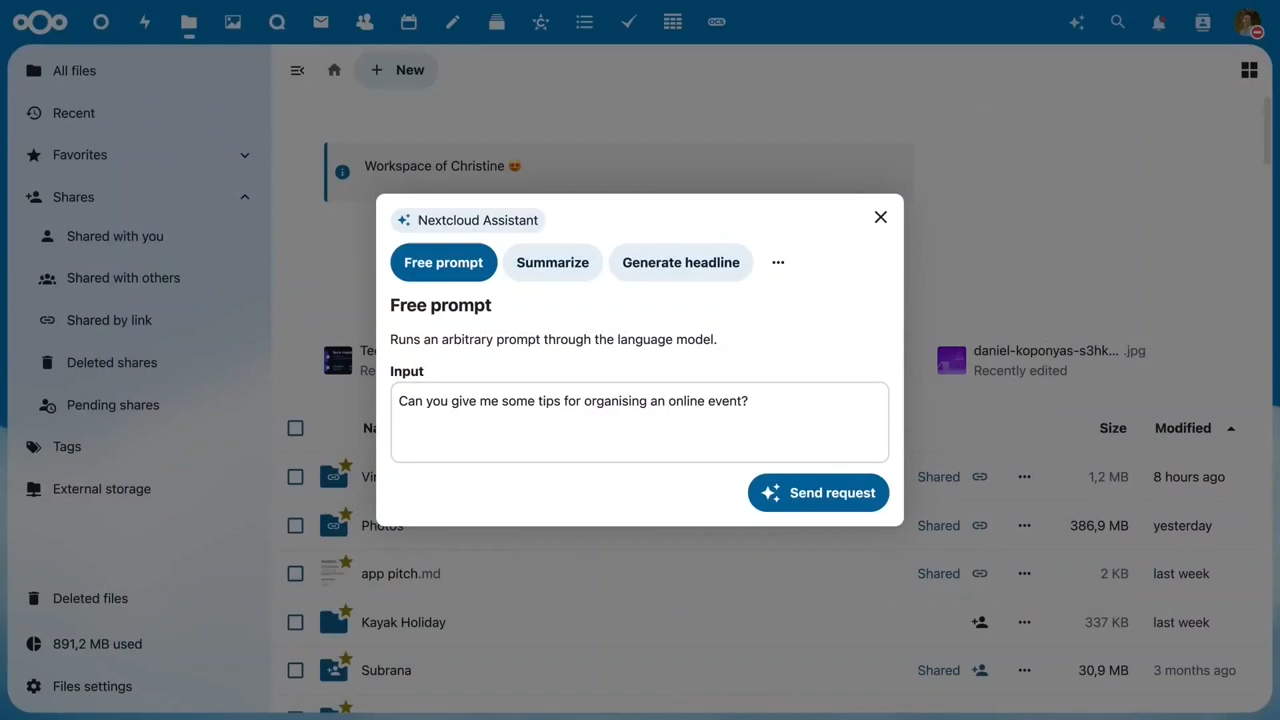 All files
New
Recent
Favorites
Workspace of Christine 😍
Shares
Nextcloud Assistant
Shared with you
Free prompt
Summarize
Generate headline
Shared with others
Free prompt
Shared by link
Runs an arbitrary prompt through the language model.
daniel-koponyas-s3hk... .jpg
Deleted shares
Input
Recently edited
Pending shares
Can you give me some tips for organising an online event?
Size
Modified
Tags
Shared
1,2 MB
8 hours ago
External storage
Send request
Photos
Shared
386,9 MB
yesterday
app pitch.md
Shared
2 KB
last week
Deleted files
Kayak Holiday
337 KB
last week
891,2 MB used
Subrana
Shared
30,9 MB
3 months ago
Files settings